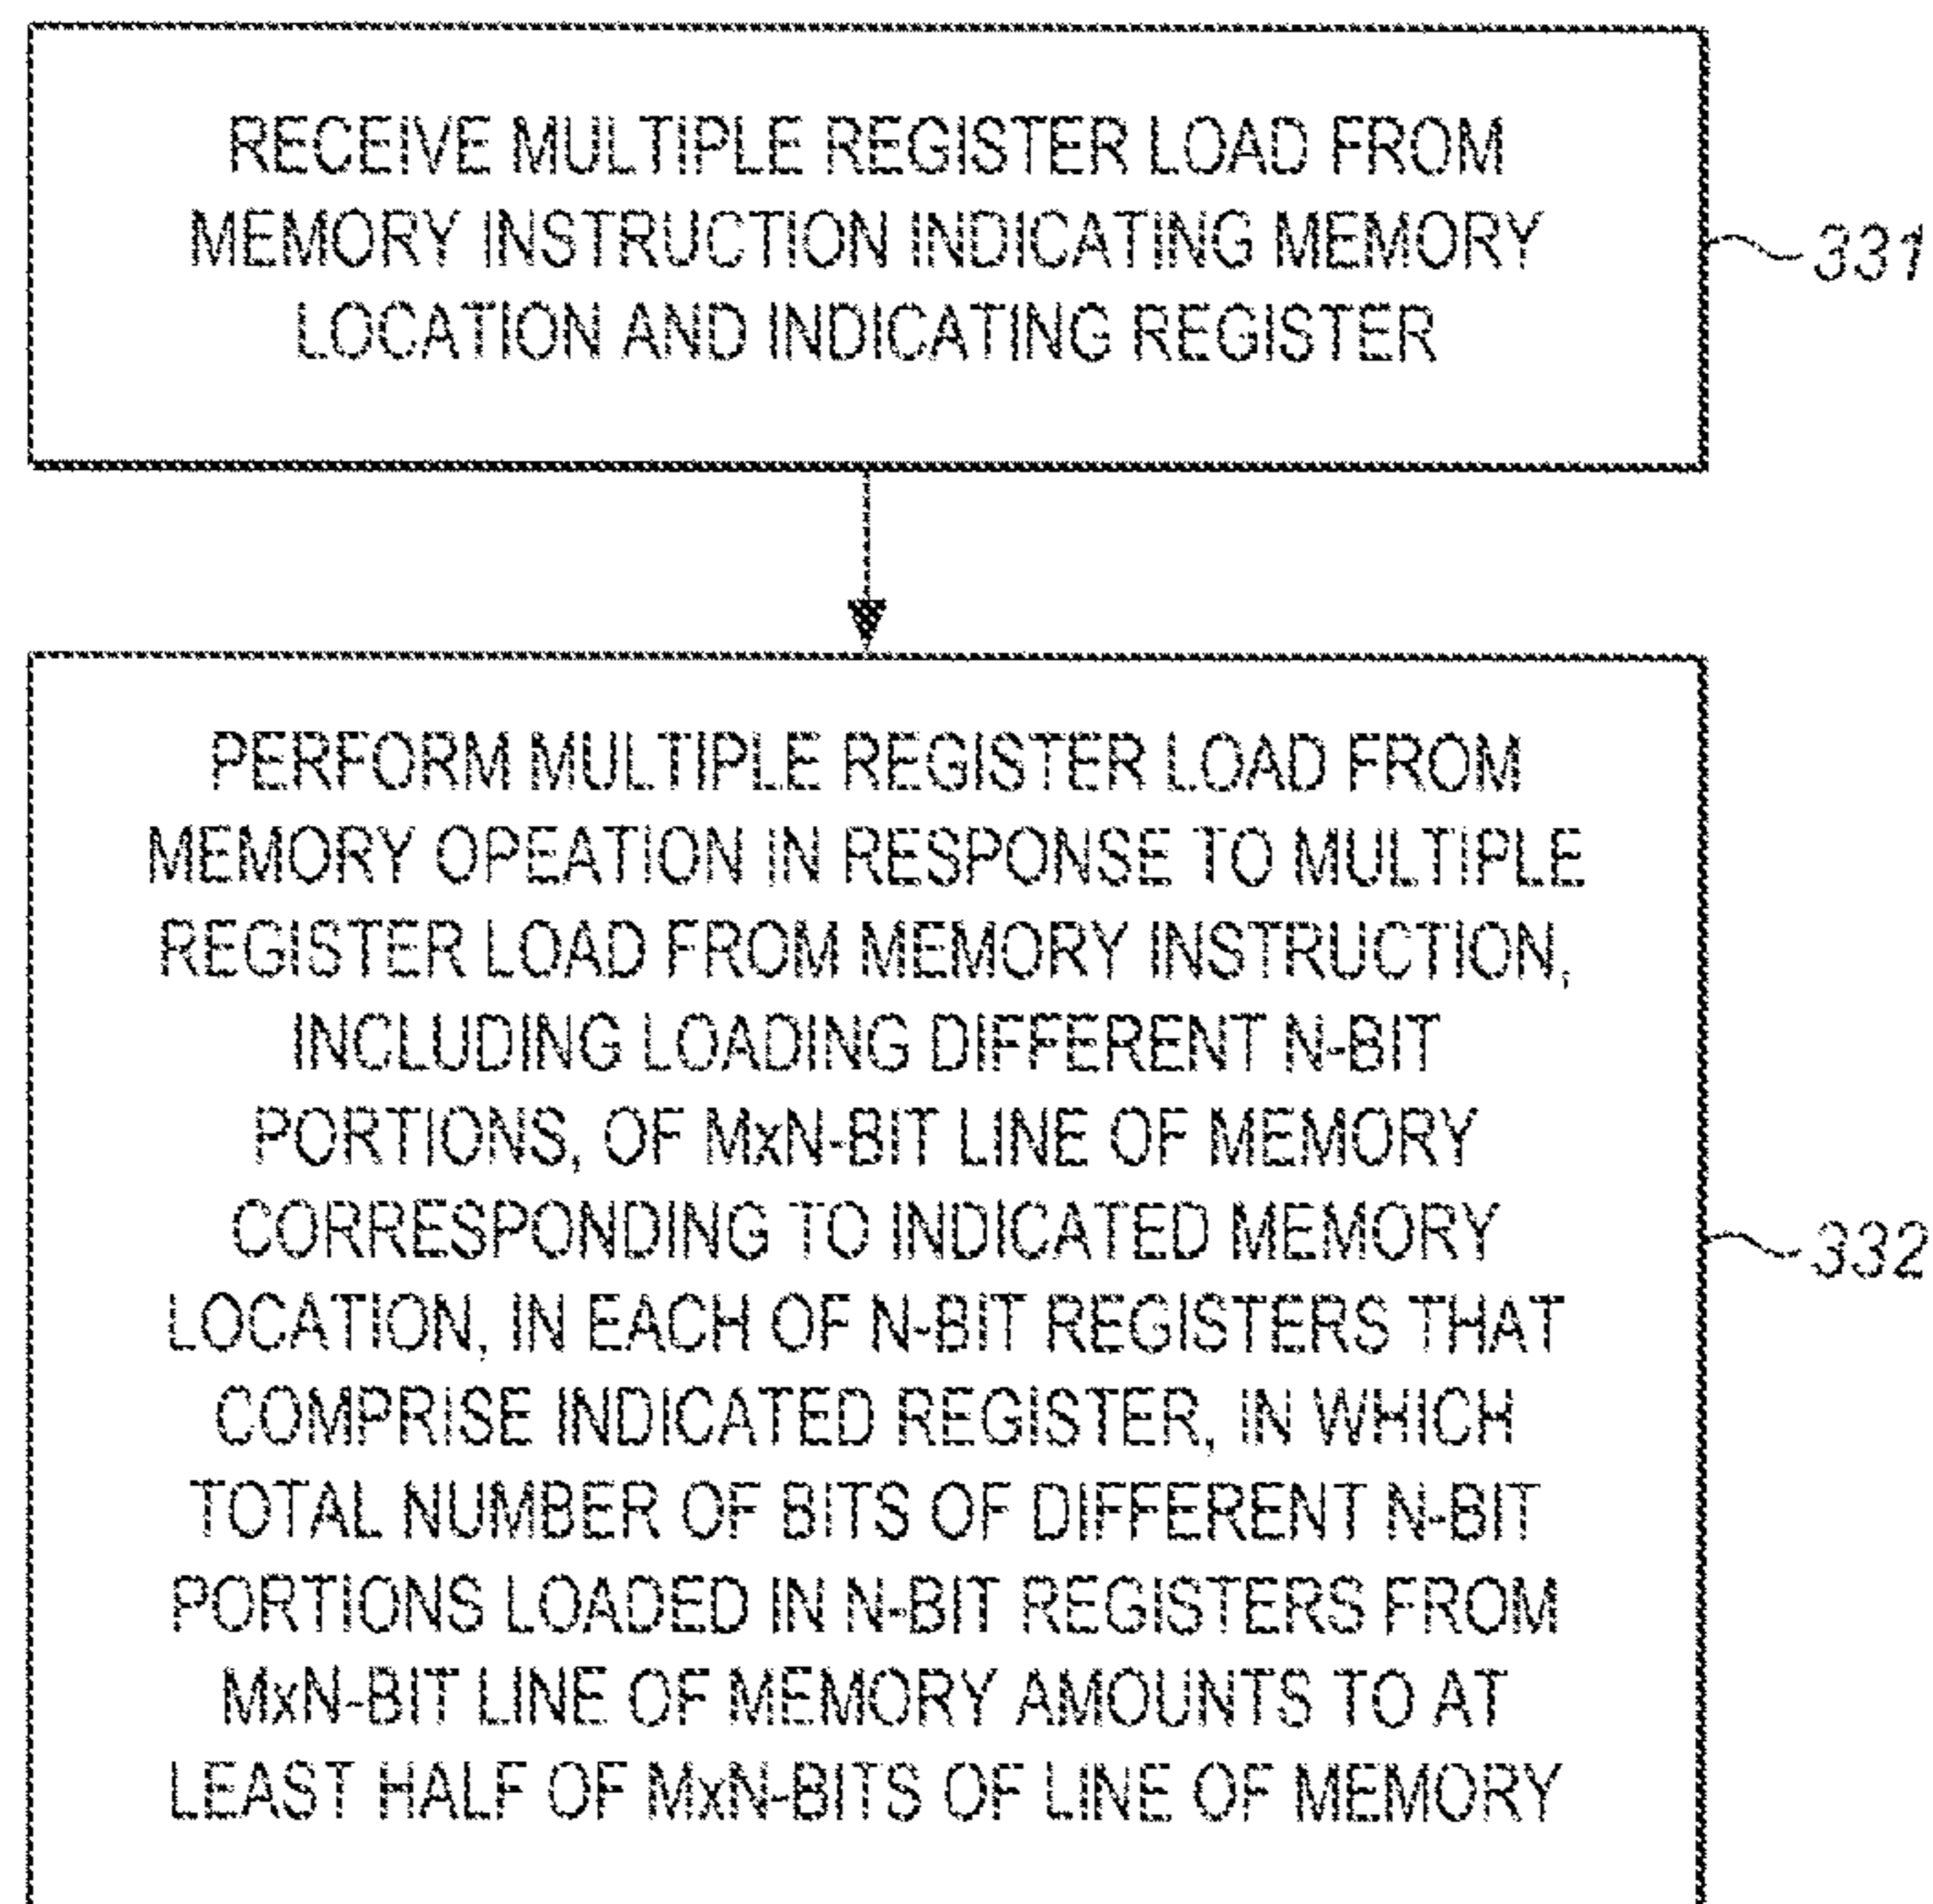 RECEIVE MULTIPLE REGISTER LOAD FROM
MEMORY INSTRUCTION INDICATING MEMORY
LOCATION AND INDICATING REGISTER
331
PERFORM MULTIPLE REGISTER LOAD FROM
MEMORY OPEATION IN RESPONSE TO MULTIPLE
REGISTER LOAD FROM MEMORY INSTRUCTION,
INCLUDING LOADING DIFFERENT N-BIT
PORTIONS, OF MxN-BIT LINE OF MEMORY
CORRESPONDING TO INDICATED MEMORY
LOCATION, IN EACH OF N-BIT REGISTERS THAT
COMPRISE INDICATED REGISTER, IN WHICH
TOTAL NUMBER OF BITS OF DIFFERENT N-BIT
PORTIONS LOADED IN N-BIT REGISTERS FROM
MxN-BIT LINE OF MEMORY AMOUNTS TO AT
LEAST HALF OF MxN-BITS OF LINE OF MEMORY
332